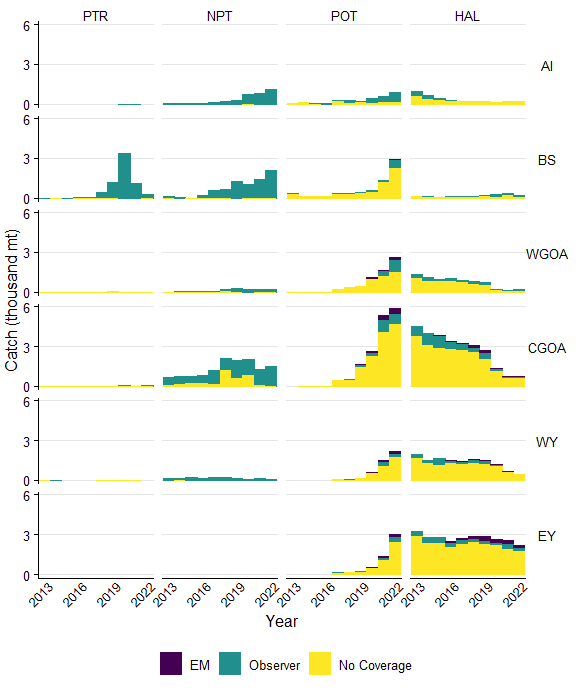 PTR NPT POT HAL
6
3
0
AI
6
3
0
BS
6
3
0
WGOA
6
3
0
CGOA
6
3
0
WY
6
3
0
EY
Catch (thousand mt)
2013 2016 2019 2022 2013 2016 2019 2022 2013 2016 2019 2022 2013 2016 2019 2022
Year
EM Observer No Coverage